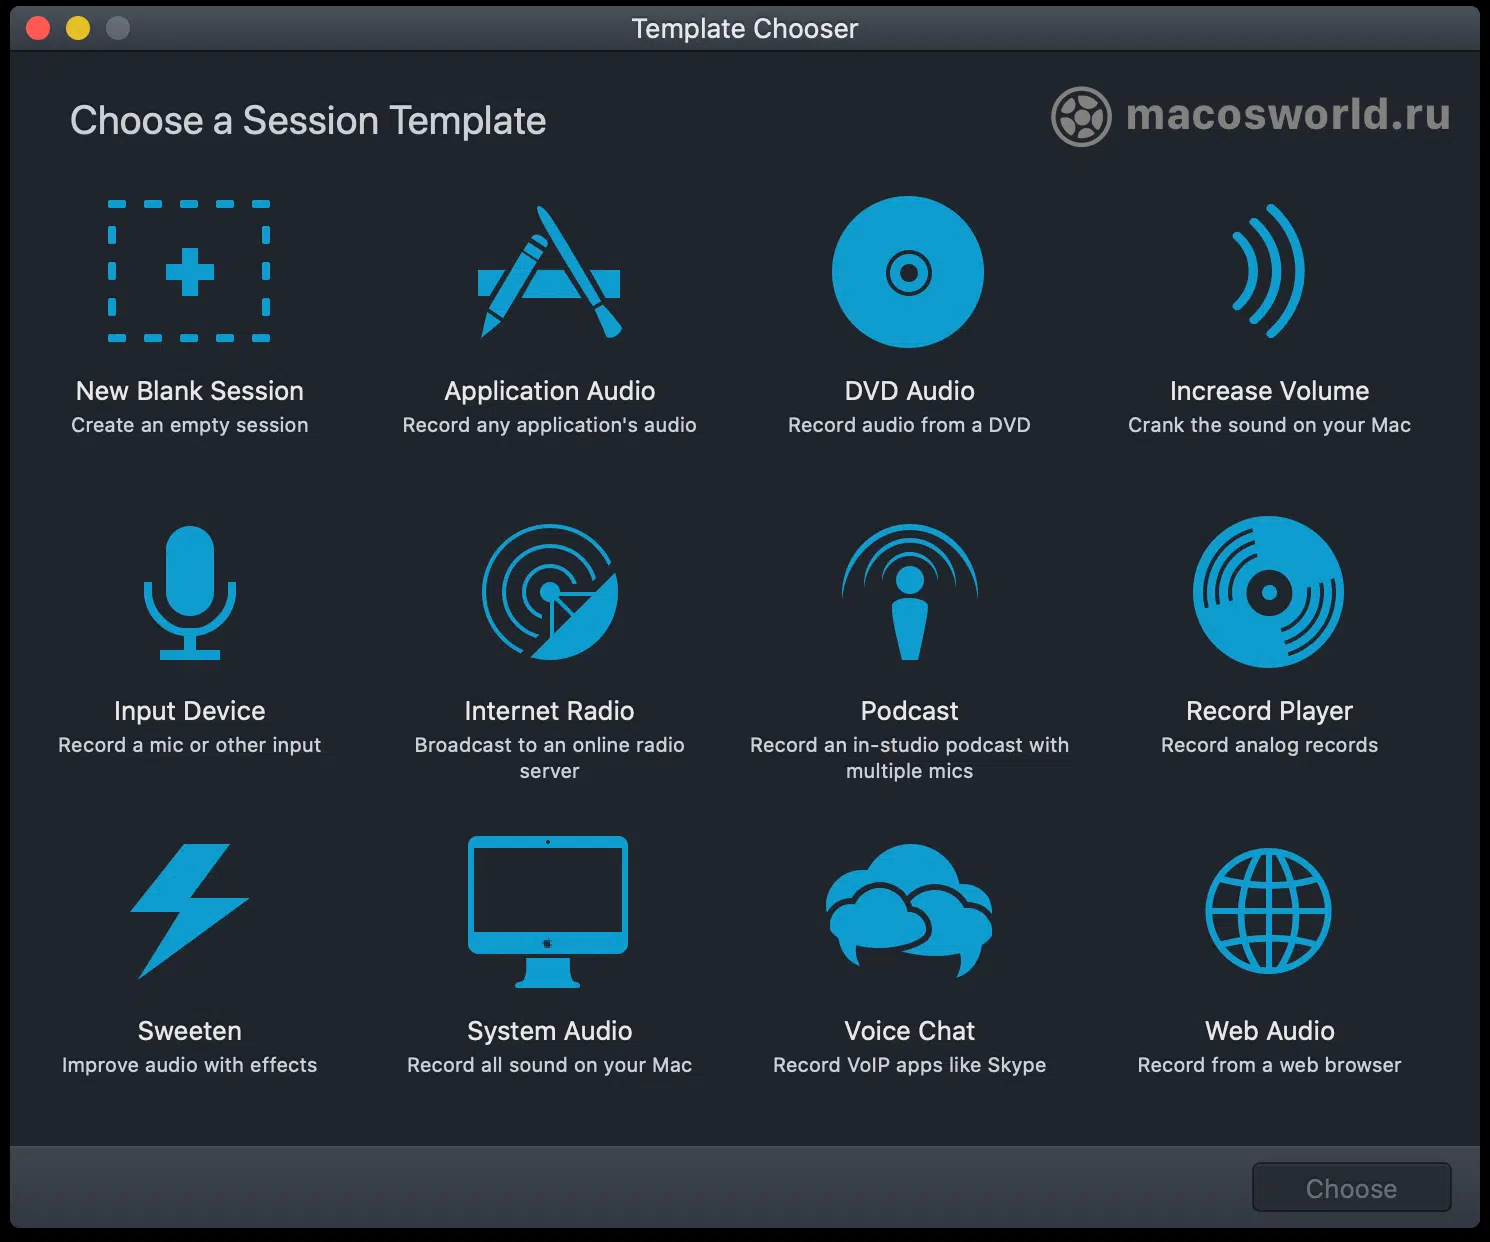 Template Chooser
Choose a Session Template
macosworld.ru
New Blank Session
Create an empty session
Application Audio
Record any application's audio
DVD Audio
Record audio from a DVD
Increase Volume
Crank the sound on your Mac
Input Device
Record a mic or other input
Internet Radio
Broadcast to an online radio
server
Podcast
Record an in-studio podcast with
multiple mics
Record Player
Record analog records
Sweeten
Improve audio with effects
System Audio
Record all sound on your Mac
Voice Chat
Record VoIP apps like Skype
Web Audio
Record from a web browser
Choose